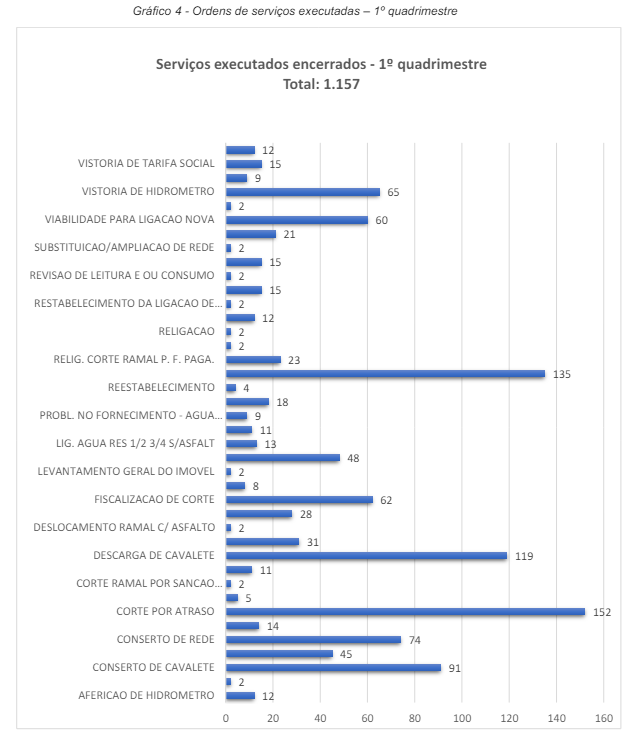 Gráfico 4 - Ordens de serviços executadas – 1º quadrimestre
Serviços executados encerrados - 1º quadrimestre
Total: 1.157
12
VISTORIA DE TARIFA SOCIAL 15
9
VISTORIA DE HIDROMETRO 65
2
VIABILIDADE PARA LIGACAO NOVA 60
21
SUBSTITUICAO/AMPLIACAO DE REDE 2
15
REVISAO DE LEITURA E OU CONSUMO 2
15
RESTABELECIMENTO DA LIGACAO DE... 2
12
RELIGACAO 2
2
RELIG. CORTE RAMAL P. F. PAGA. 23
135
REESTABELECIMENTO 4
18
PROBL. NO FORNECIMENTO - AGUA... 9
11
LIG. AGUA RES 1/2 3/4 S/ASFALT 13
48
LEVANTAMENTO GERAL DO IMOVEL 2
8
FISCALIZACAO DE CORTE 62
28
DESLOCAMENTO RAMAL C/ ASFALTO 2
31
DESCARGA DE CAVALETE 119
11
CORTE RAMAL POR SANCAO... 2
5
CORTE POR ATRASO 152
14
CONSERTO DE REDE 74
45
CONSERTO DE CAVALETE 91
2
AFERICAO DE HIDROMETRO 12
0 20 40 60 80 100 120 140 160